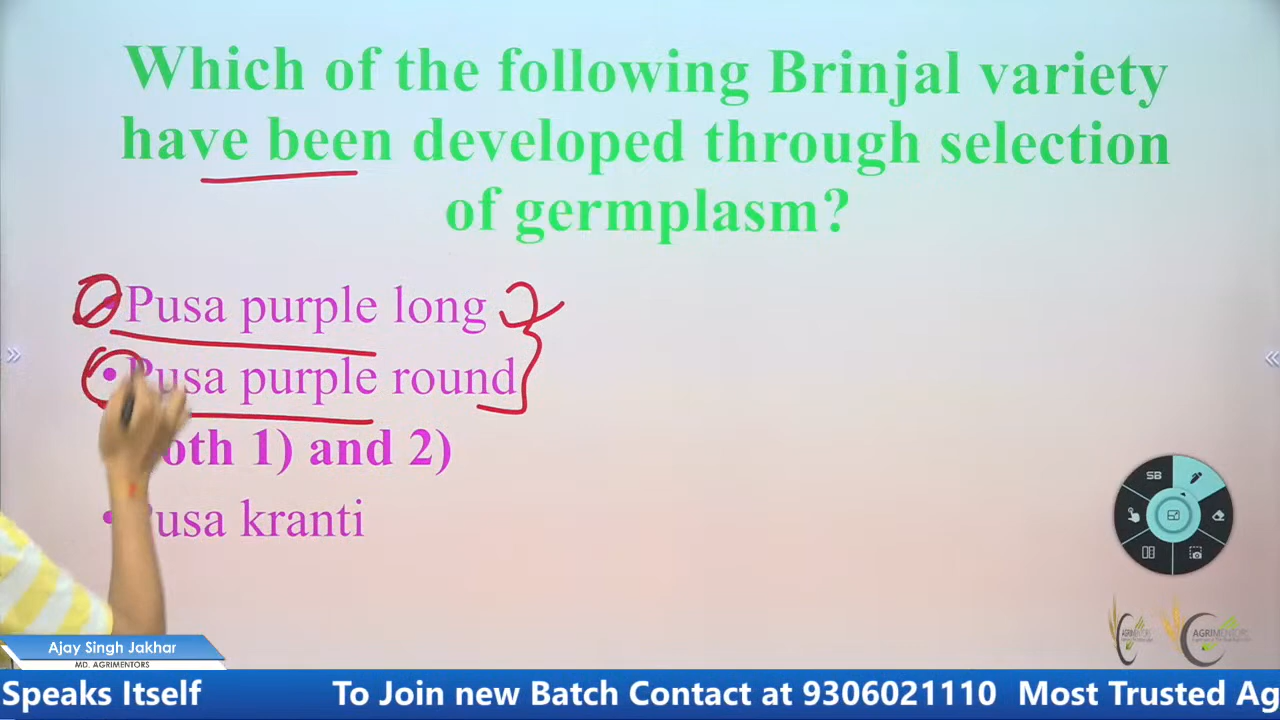 Which of the following Brinjal variety
have been developed through selection
of germplasm?
• Pusa purple long
• Pusa purple round
1) and 2)
• kranti
SB
AGRIMENTORS
AGRIMENTORS
Ajay Singh Jakhar
MD. AGRIMENTORS
Speaks Itself To Join new Batch Contact at 9306021110 Most Trusted Ag